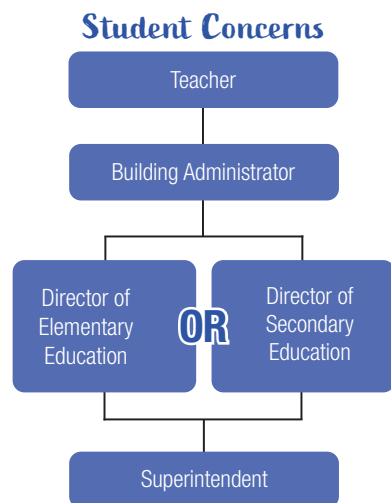 Student Concerns
Teacher
Building Administrator
Director of
Elementary
Education
OR
Director of
Secondary
Education
Superintendent